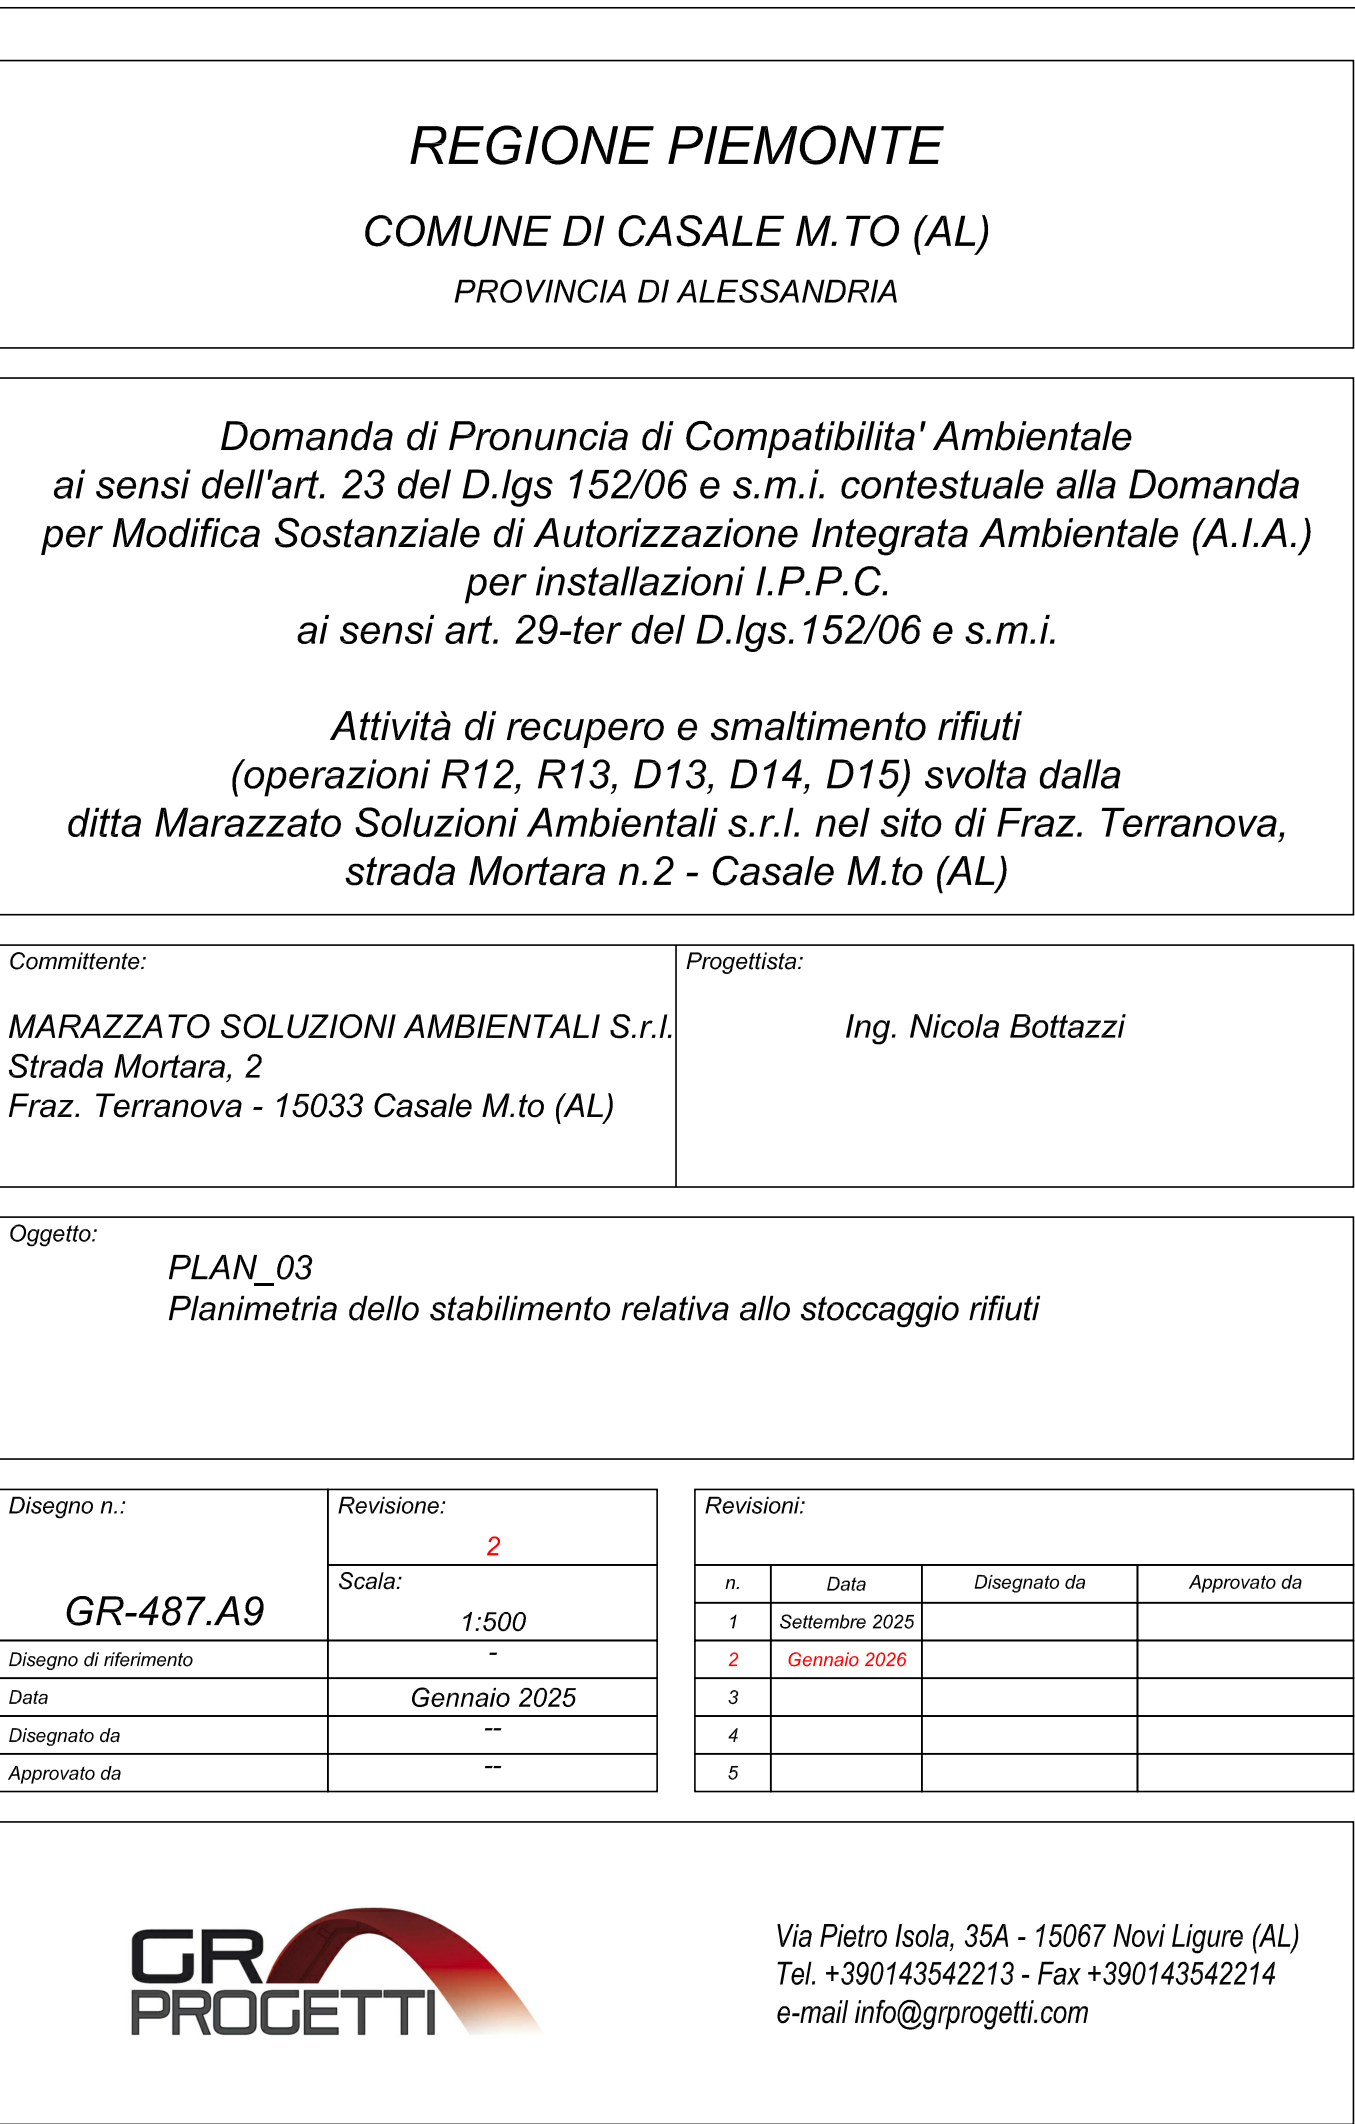 REGIONE PIEMONTE
COMUNE DI CASALE M.TO (AL)
PROVINCIA DI ALESSANDRIA
Domanda di Pronuncia di Compatibilita' Ambientale
ai sensi dell'art. 23 del D.lgs 152/06 e s.m.i. contestuale alla Domanda
per Modifica Sostanziale di Autorizzazione Integrata Ambientale (A.I.A.)
per installazioni I.P.P.C.
ai sensi art. 29-ter del D.lgs.152/06 e s.m.i.
Attività di recupero e smaltimento rifiuti
(operazioni R12, R13, D13, D14, D15) svolta dalla
ditta Marazzato Soluzioni Ambientali s.r.l. nel sito di Fraz. Terranova,
strada Mortara n.2 - Casale M.to (AL)
Committente:
MARAZZATO SOLUZIONI AMBIENTALI S.r.l.
Strada Mortara, 2
Fraz. Terranova - 15033 Casale M.to (AL)
Progettista:
Ing. Nicola Bottazzi
Oggetto:
PLAN_03
Planimetria dello stabilimento relativa allo stoccaggio rifiuti
Disegno n.:
GR-487.A9
Revisione:
2
Scala:
1:500
Disegno di riferimento -
Data Gennaio 2025
Disegnato da --
Approvato da --
Revisioni:
n. Data Disegnato da Approvato da
1 Settembre 2025
2 Gennaio 2026
3
4
5
GR
PROGETTI
Via Pietro Isola, 35A - 15067 Novi Ligure (AL)
Tel. +390143542213 - Fax +390143542214
e-mail info@grprogetti.com